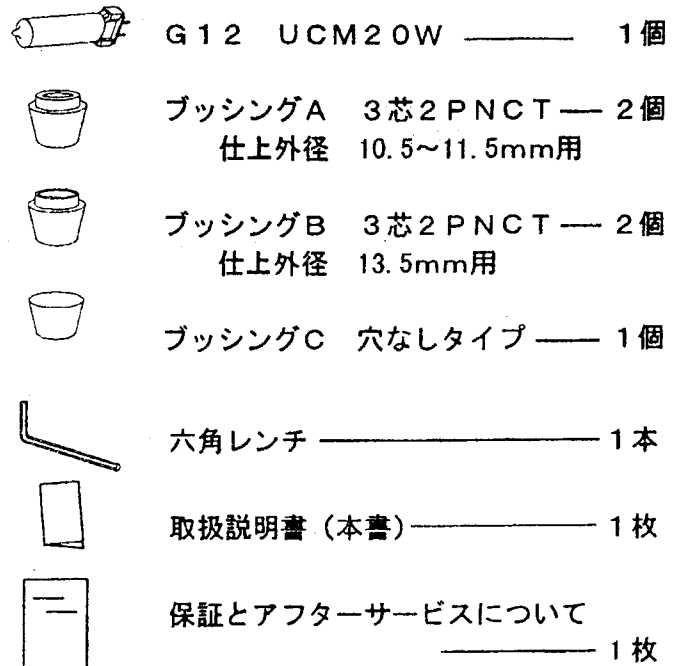 Ｇ１２　ＵＣＭ２０Ｗ ――― １個
ブッシングＡ　３芯２ＰＮＣＴ ― ２個
仕上外径　10.5~11.5mm用
ブッシングＢ　３芯２ＰＮＣＴ ― ２個
仕上外径　13.5mm用
ブッシングＣ　穴なしタイプ ―― １個
六角レンチ ――――――― １本
取扱説明書（本書）――――― １枚
保証とアフターサービスについて
――――― １枚